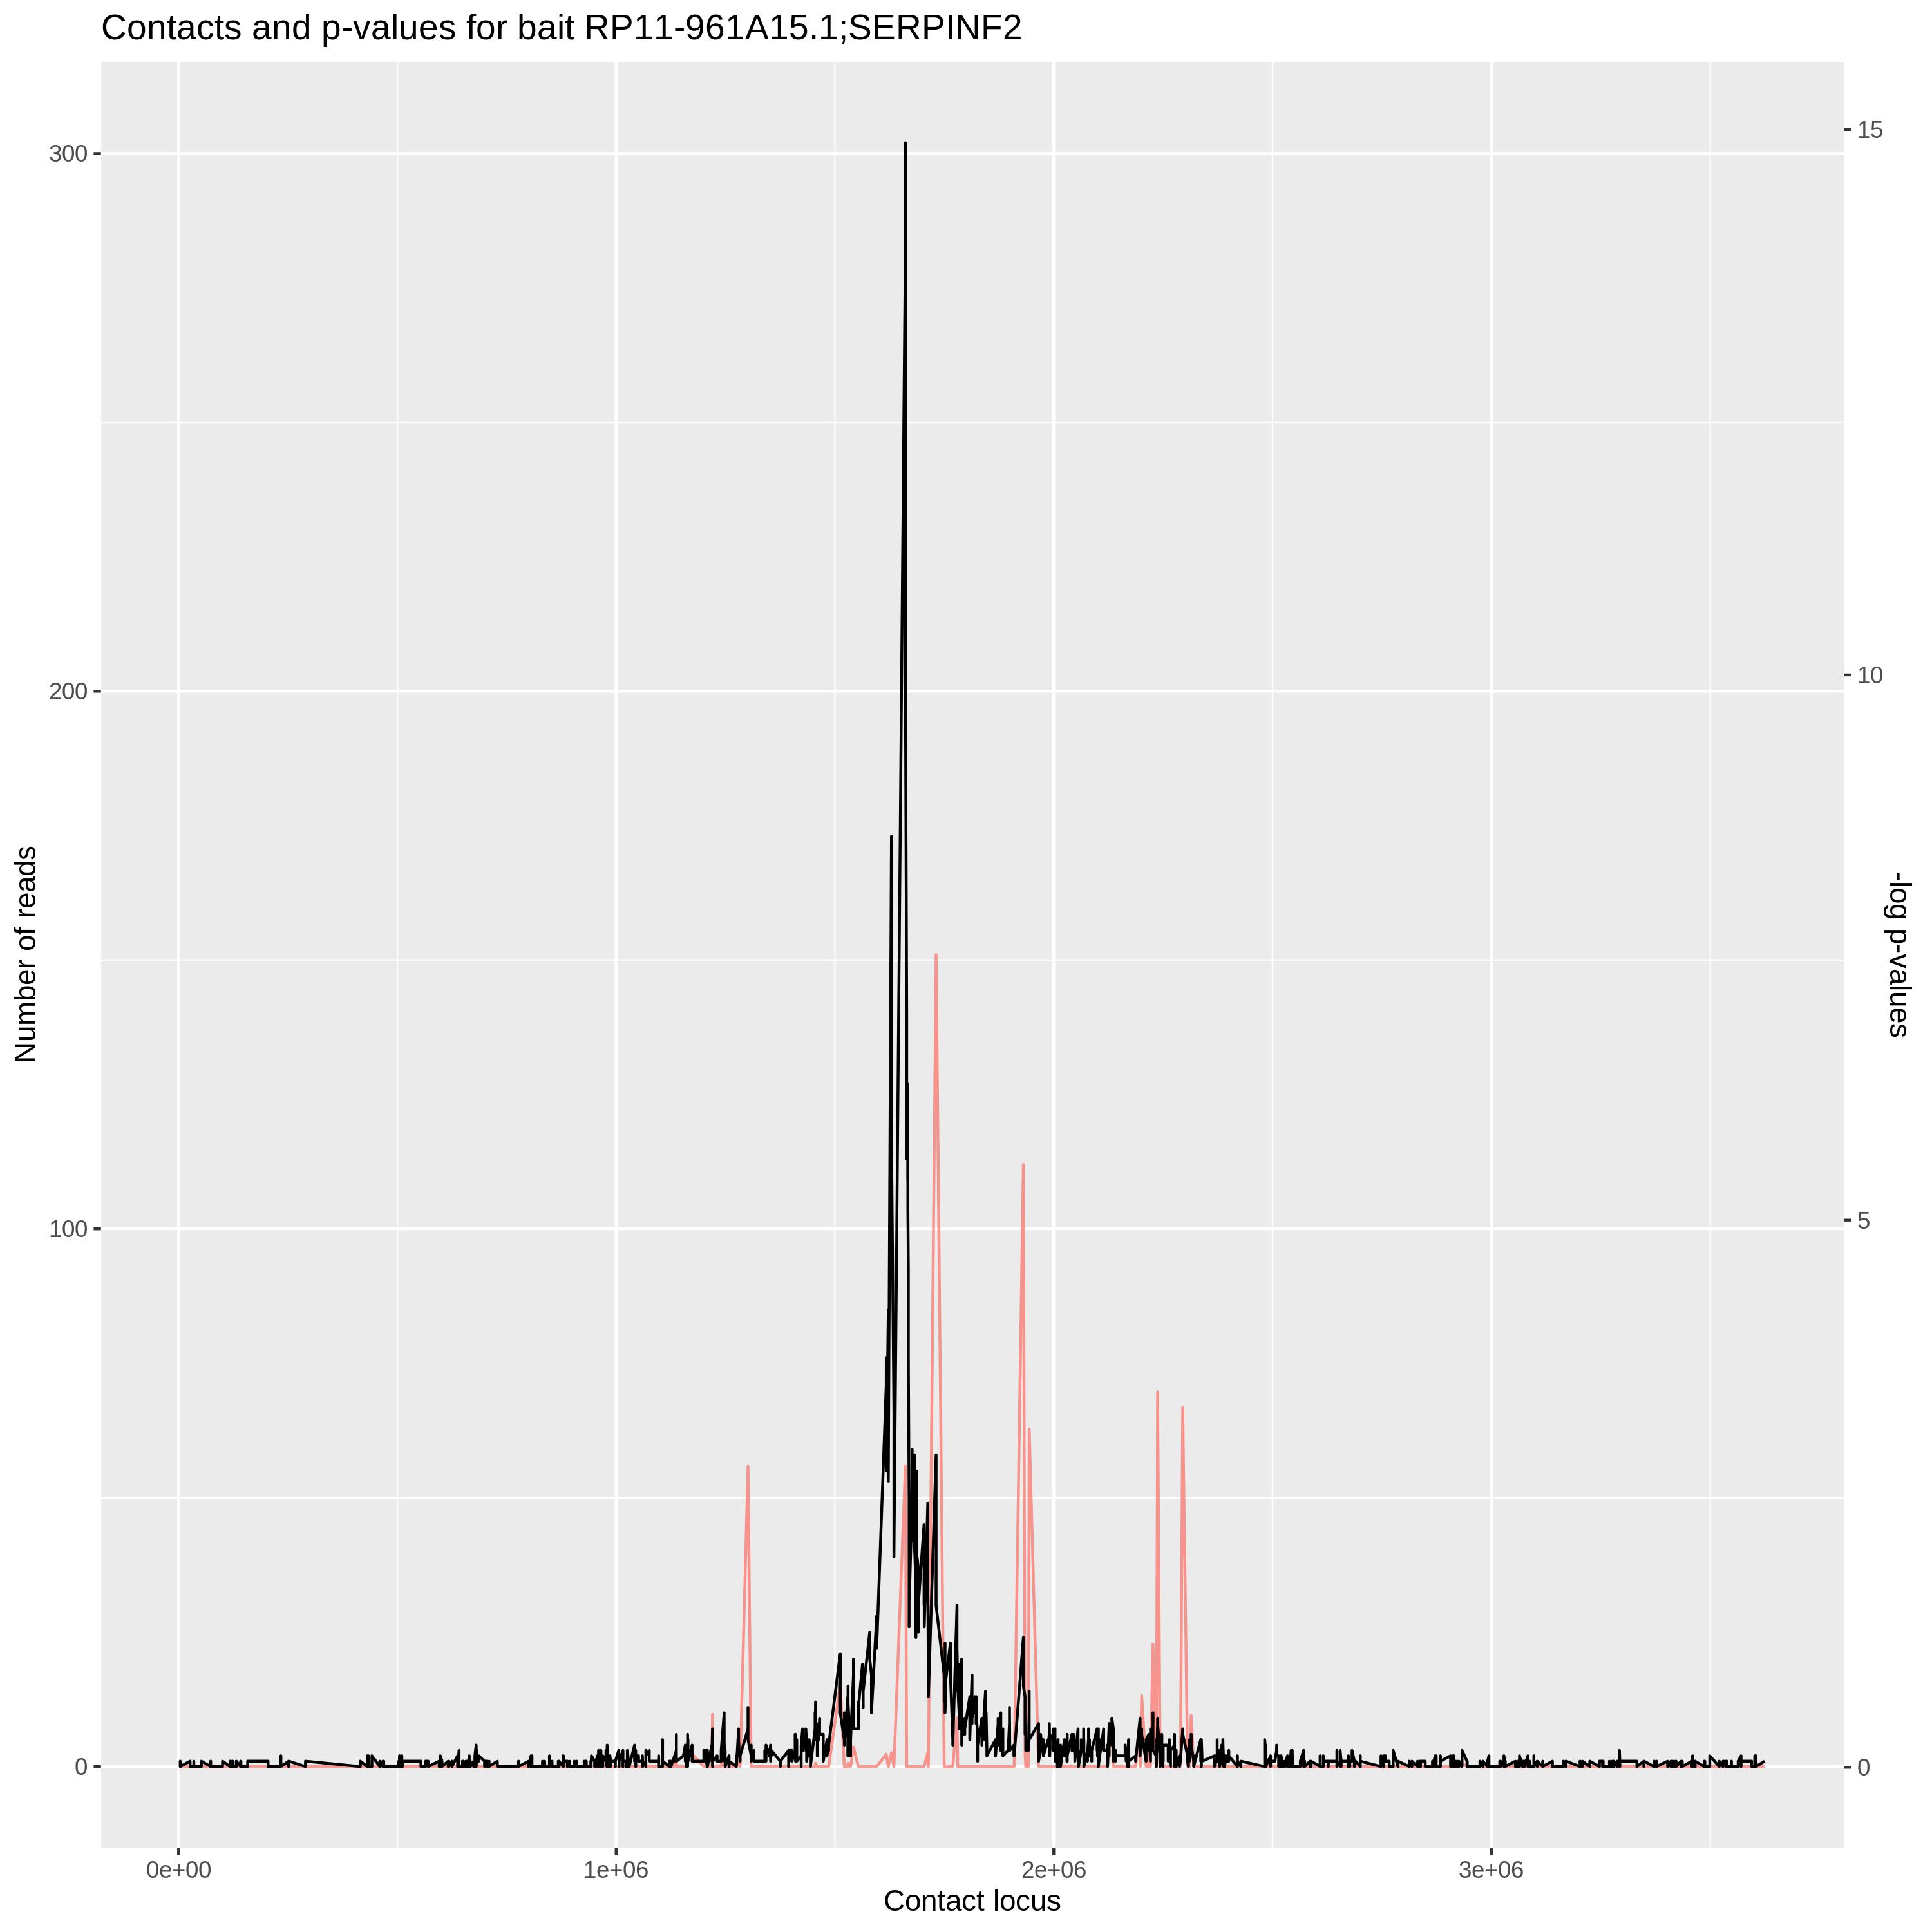 Contacts and p-values for bait RP11-961A15.1;SERPINF2
300
200
100
0
Number of reads
15
10
5
0
-log p-values
0e+00
1e+06
2e+06
3e+06
Contact locus